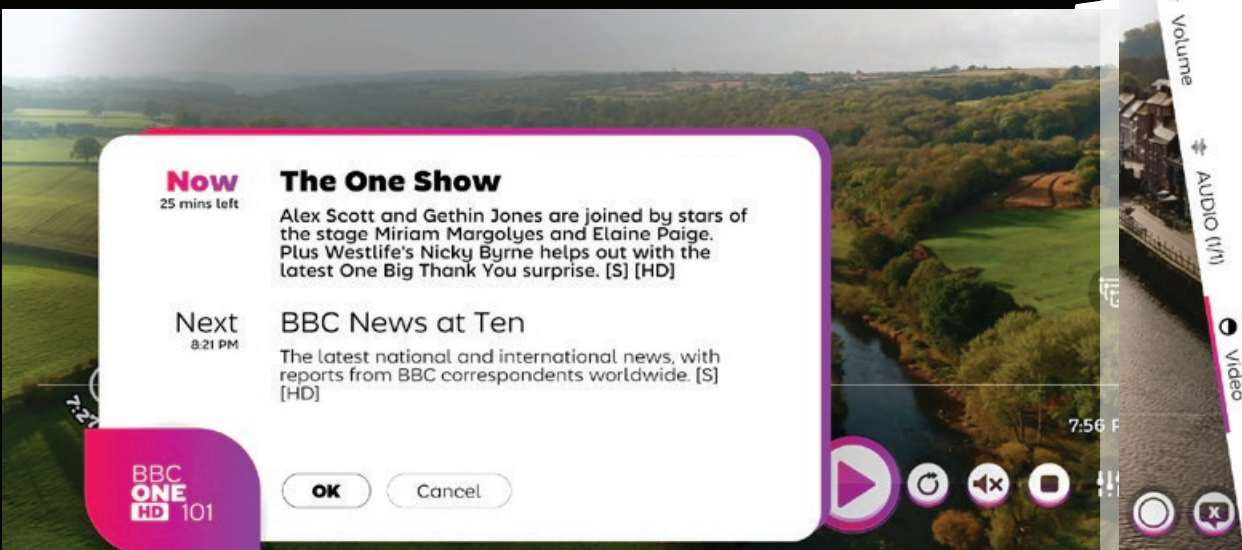 Now
25 mins left
The One Show
Alex Scott and Gethin Jones are joined by stars of
the stage Miriam Margolyes and Elaine Paige.
Plus Westlife's Nicky Byrne helps out with the
latest One Big Thank You surprise. [S] [HD]
Next
8:21 PM
BBC News at Ten
The latest national and international news, with
reports from BBC correspondents worldwide. [S]
[HD]
BBC
ONE
HD 101
OK
Cancel
7:56
Volume
AUDIO (1/1)
Video
X